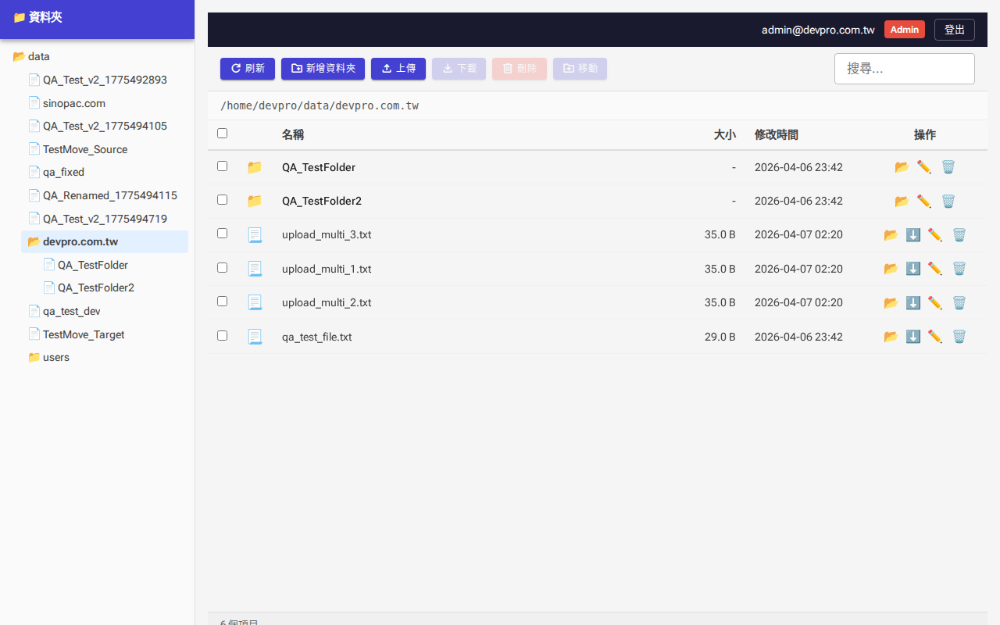 資料夾
data
QA_Test_v2_1775492893
sinopac.com
QA_Test_v2_1775494105
TestMove_Source
qa_fixed
QA_Renamed_1775494115
QA_Test_v2_1775494719
devpro.com.tw
QA_TestFolder
QA_TestFolder2
qa_test_dev
TestMove_Target
users
admin@devpro.com.tw Admin 登出
刷新 新增資料夾 上傳 下載 刪除 移動 搜尋...
/home/devpro/data/devpro.com.tw
名稱 大小 修改時間 操作
QA_TestFolder - 2026-04-06 23:42
QA_TestFolder2 - 2026-04-06 23:42
upload_multi_3.txt 35.0 B 2026-04-07 02:20
upload_multi_1.txt 35.0 B 2026-04-07 02:20
upload_multi_2.txt 35.0 B 2026-04-07 02:20
qa_test_file.txt 29.0 B 2026-04-06 23:42
6 個項目